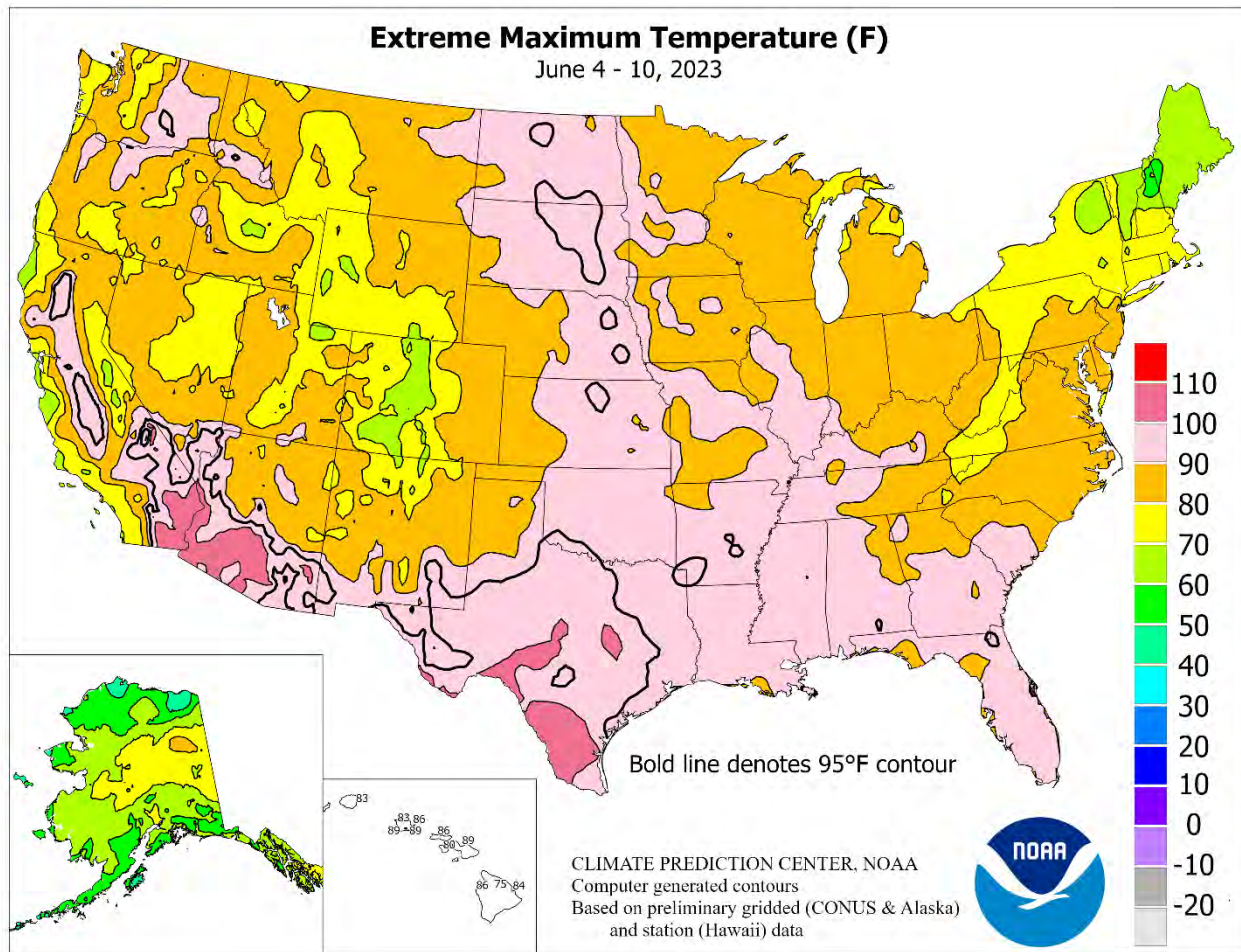 Extreme Maximum Temperature (F)
June 4 - 10, 2023
110
100
90
80
70
60
50
40
30
20
10
0
-10
-20
Bold line denotes 95°F contour
83
83 86
89 89
86
80 89
86 75 84
CLIMATE PREDICTION CENTER, NOAA
Computer generated contours
Based on preliminary gridded (CONUS & Alaska)
and station (Hawaii) data
NOAA